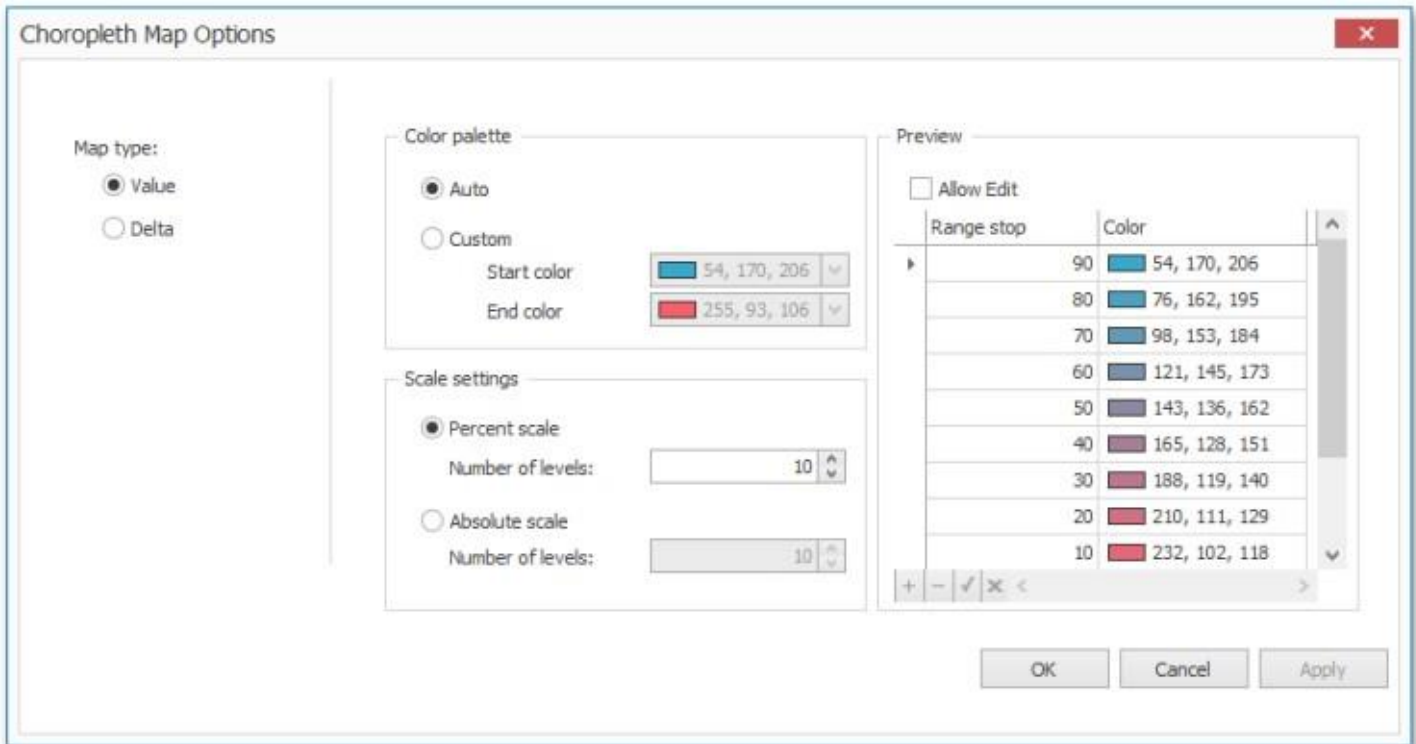 Choropleth Map Options
Map type:
Value
Delta
Color palette
Auto
Custom
Start color 54, 170, 206
End color 255, 93, 106
Scale settings
Percent scale
Number of levels: 10
Absolute scale
Number of levels: 10
Preview
Allow Edit
Range stop Color
90 54, 170, 206
80 76, 162, 195
70 98, 153, 184
60 121, 145, 173
50 143, 136, 162
40 165, 128, 151
30 188, 119, 140
20 210, 111, 129
10 232, 102, 118
OK Cancel Apply